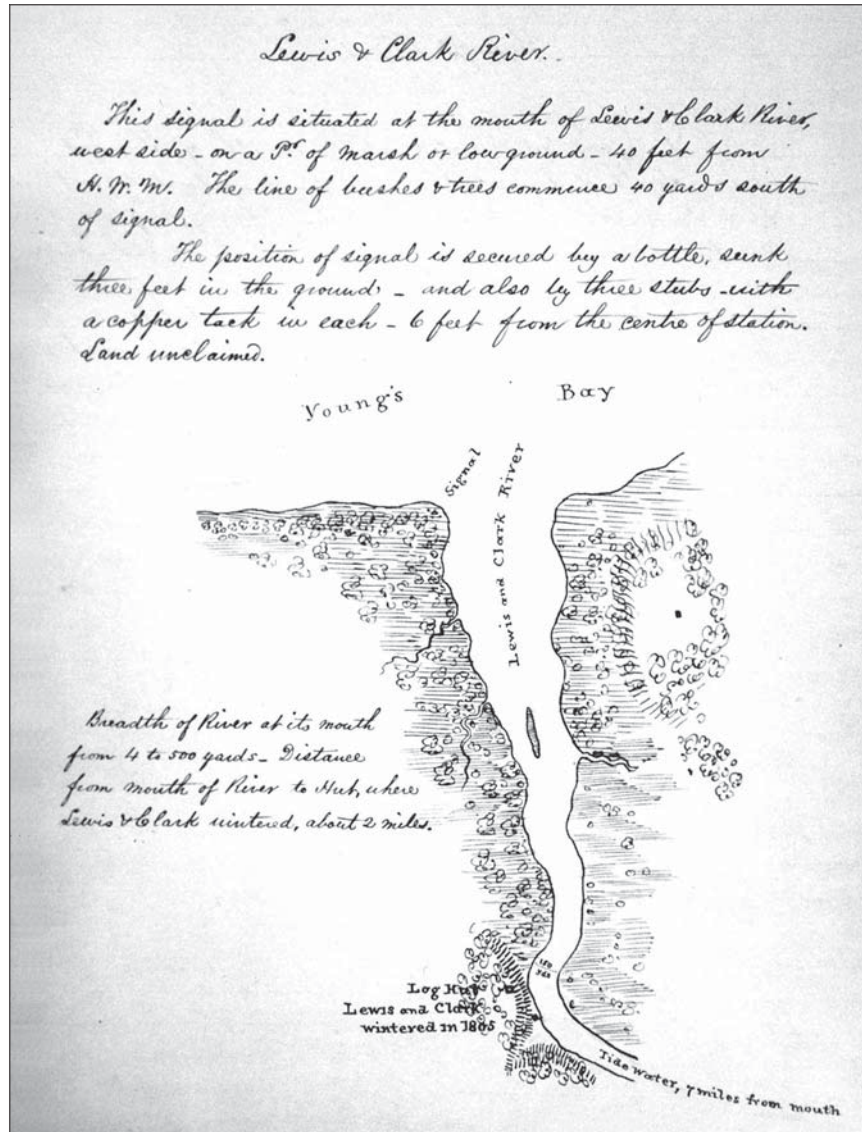 Lewis & Clark River.
This signal is situated at the mouth of Lewis & Clark River,
west side - on a Pt. of marsh or low ground - 40 feet from
H. W. M. The line of bushes & trees commence 40 yards south
of signal.
The position of signal is secured by a bottle, sunk
three feet in the ground - and also by three stubs - with
a copper tack in each - 6 feet from the centre of station.
Land unclaimed.
Young's Bay
Signal
Lewis and Clark River
Breadth of River at its mouth
from 4 to 500 yards - Distance
from mouth of River to Hut, where
Lewis & Clark wintered, about 2 miles.
150
yds
Log Hut
Lewis and Clark
wintered in 1805
Tide water, 7 miles from mouth